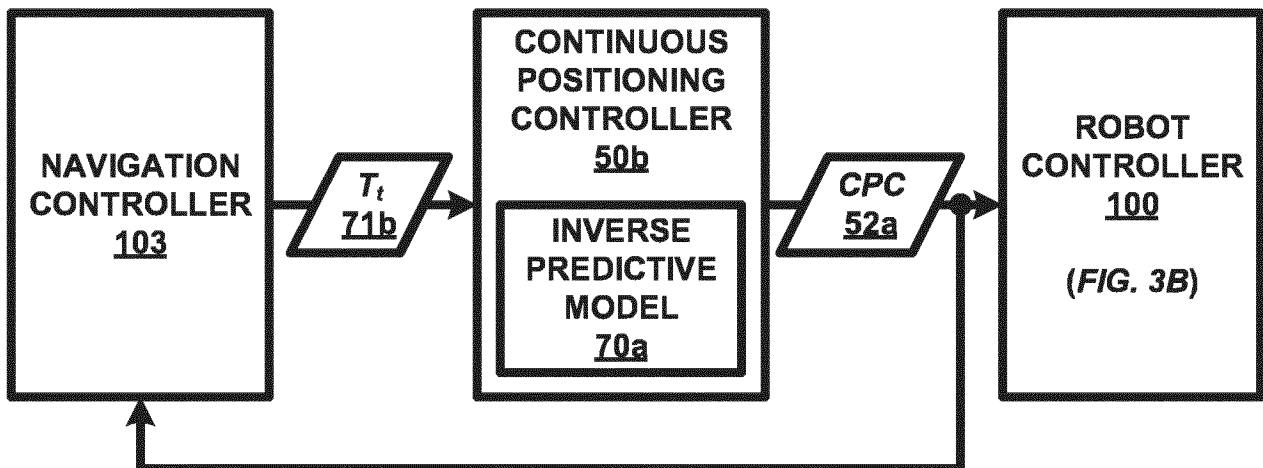 NAVIGATION
CONTROLLER
103
Tt
71b
CONTINUOUS
POSITIONING
CONTROLLER
50b
INVERSE
PREDICTIVE
MODEL
70a
CPC
52a
ROBOT
CONTROLLER
100
(FIG. 3B)